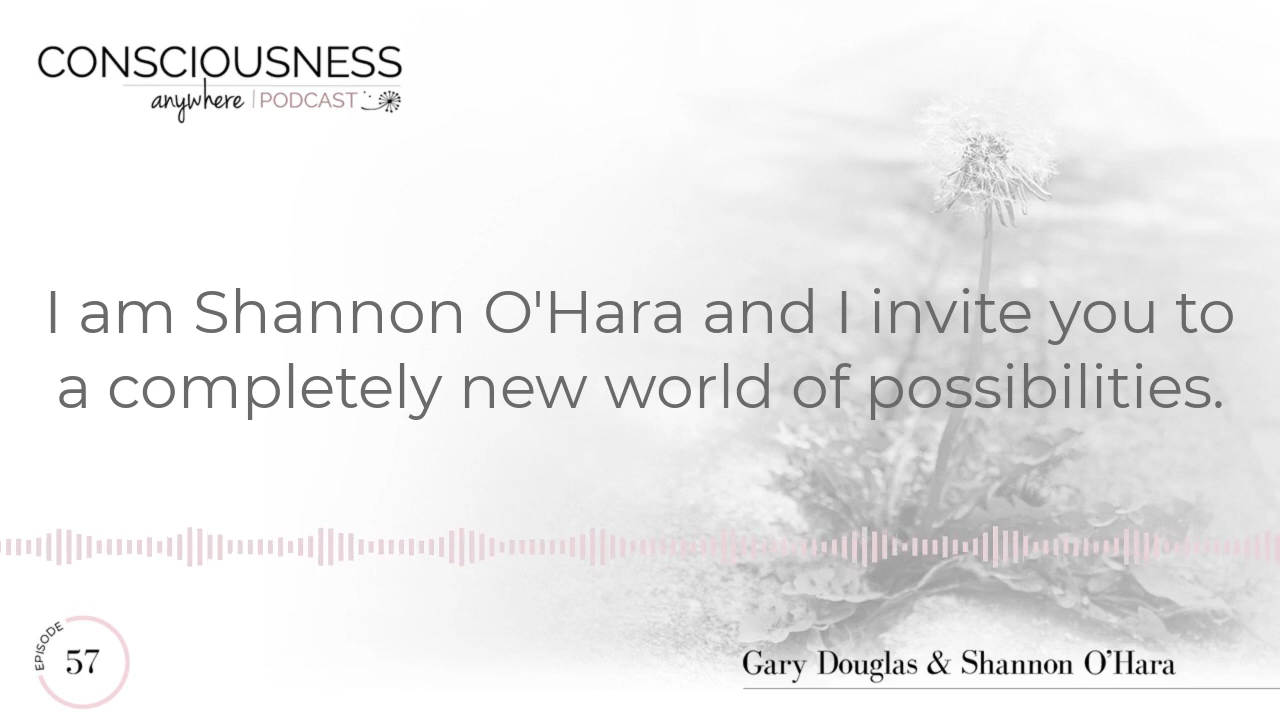 CONSCIOUSNESS
anywhere | PODCAST
I am Shannon O'Hara and I invite you to
a completely new world of possibilities.
EPISODE
57
Gary Douglas & Shannon O’Hara